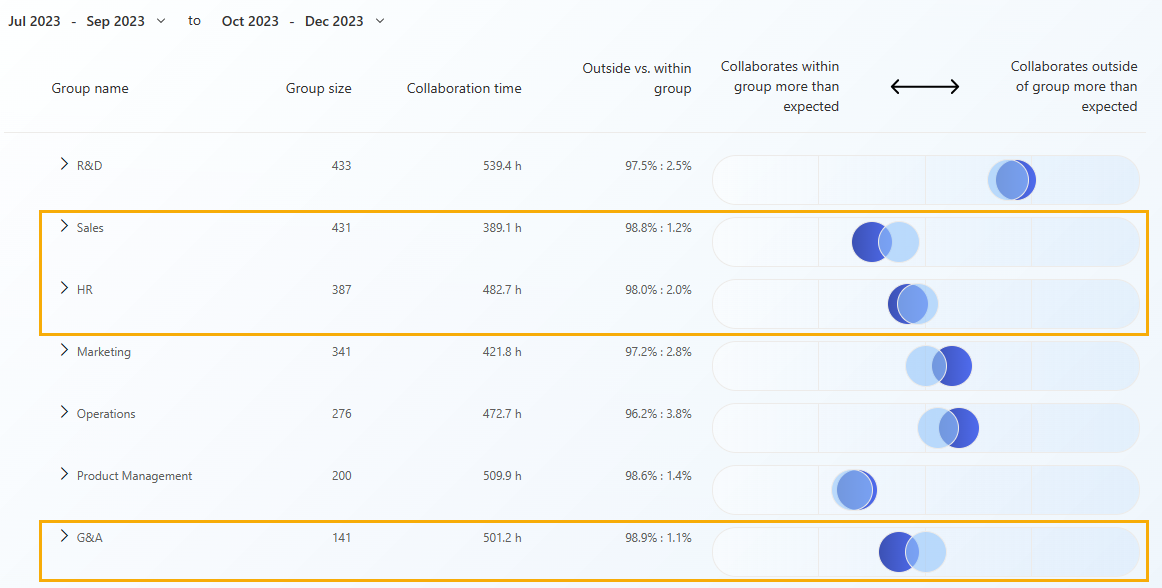 Jul 2023 - Sep 2023 to Oct 2023 - Dec 2023
Group name Group size Collaboration time Outside vs. within group Collaborates within group more than expected Collaborates outside of group more than expected
R&D 433 539.4 h 97.5% : 2.5%
Sales 431 389.1 h 98.8% : 1.2%
HR 387 482.7 h 98.0% : 2.0%
Marketing 341 421.8 h 97.2% : 2.8%
Operations 276 472.7 h 96.2% : 3.8%
Product Management 200 509.9 h 98.6% : 1.4%
G&A 141 501.2 h 98.9% : 1.1%